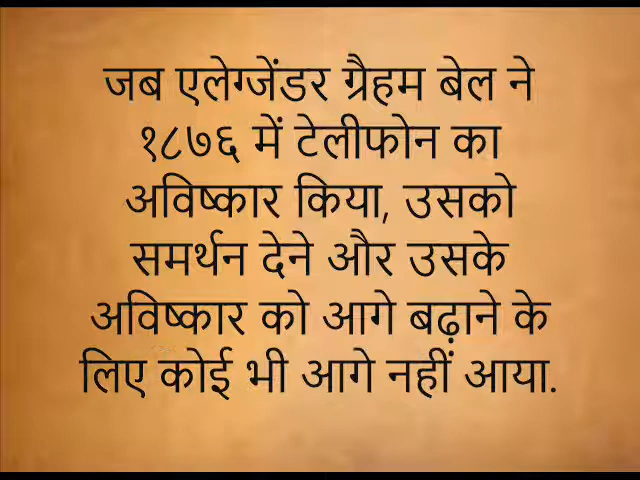 जब एलेग्जेंडर ग्रैहम बेल ने
१८७६ में टेलीफोन का
अविष्कार किया, उसको
समर्थन देने और उसके
अविष्कार को आगे बढ़ाने के
लिए कोई भी आगे नहीं आया.